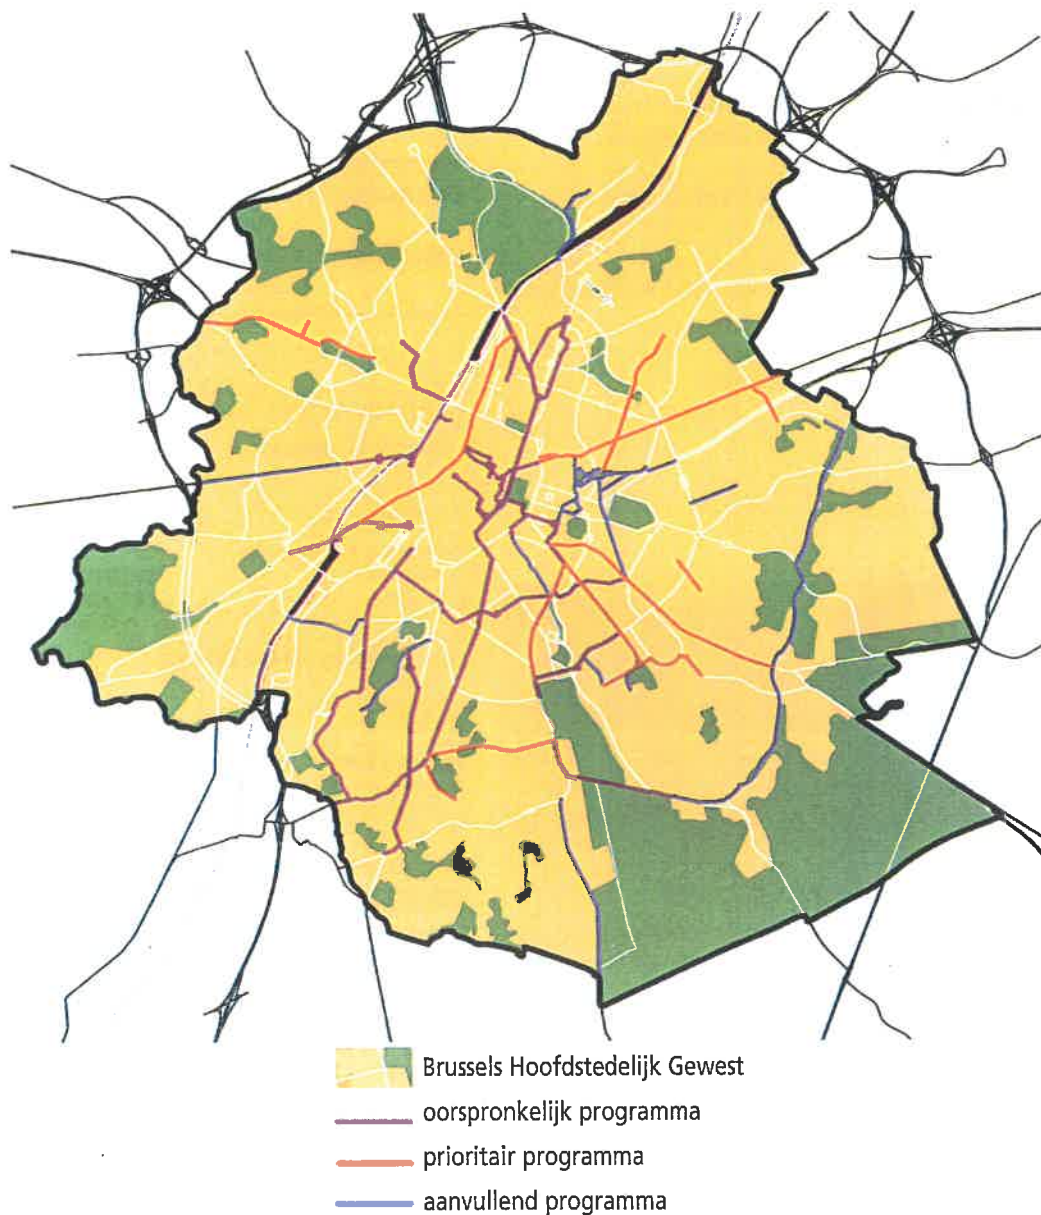 Brussels Hoofdstedelijk Gewest
oorspronkelijk programma
prioritair programma
aanvullend programma